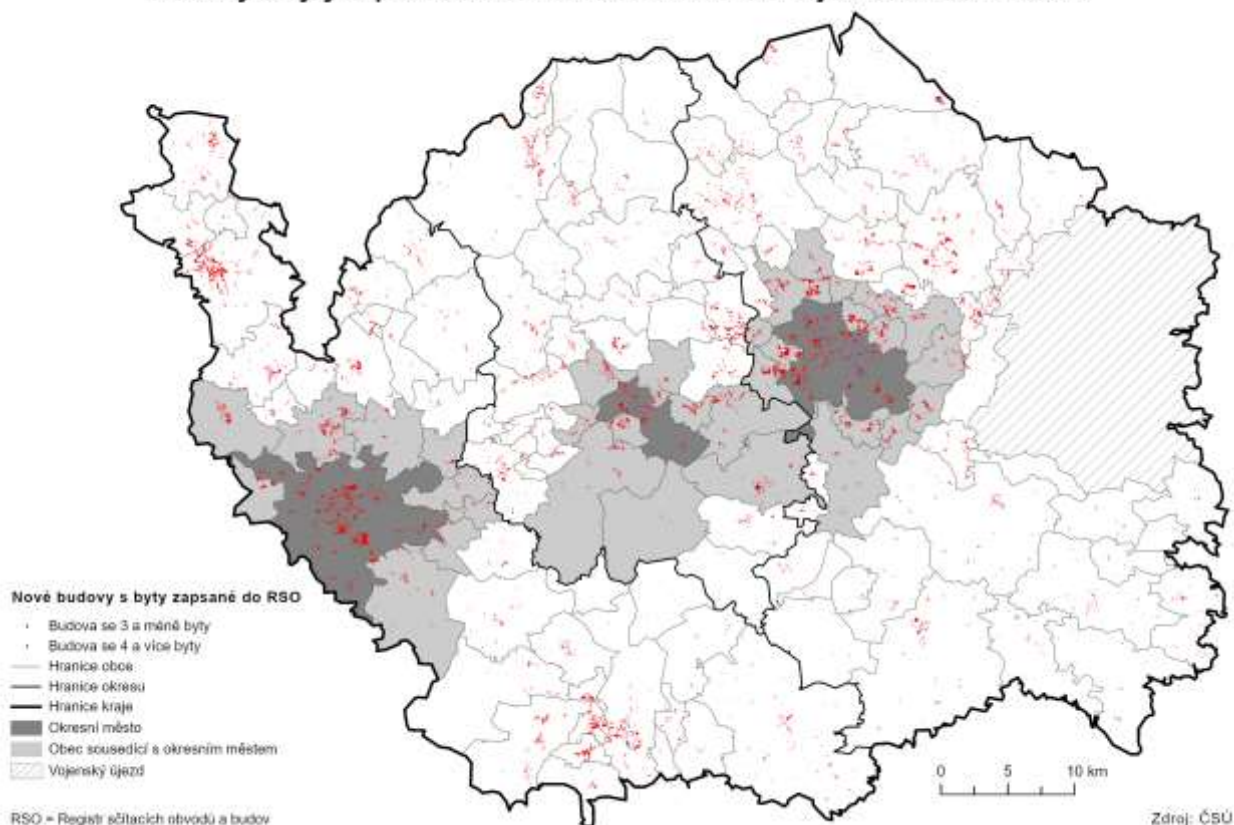 Nové budovy s byty zapsané do RSO
Budova se 3 a méně byty
Budova se 4 a více byty
Hranice obce
Hranice okresu
Hranice kraje
Okresní město
Obec sousedící s okresním městem
Vojenský újezd
0 5 10 km
RSO = Registr sčítacích obvodů a budov
Zdroj: ČSÚ